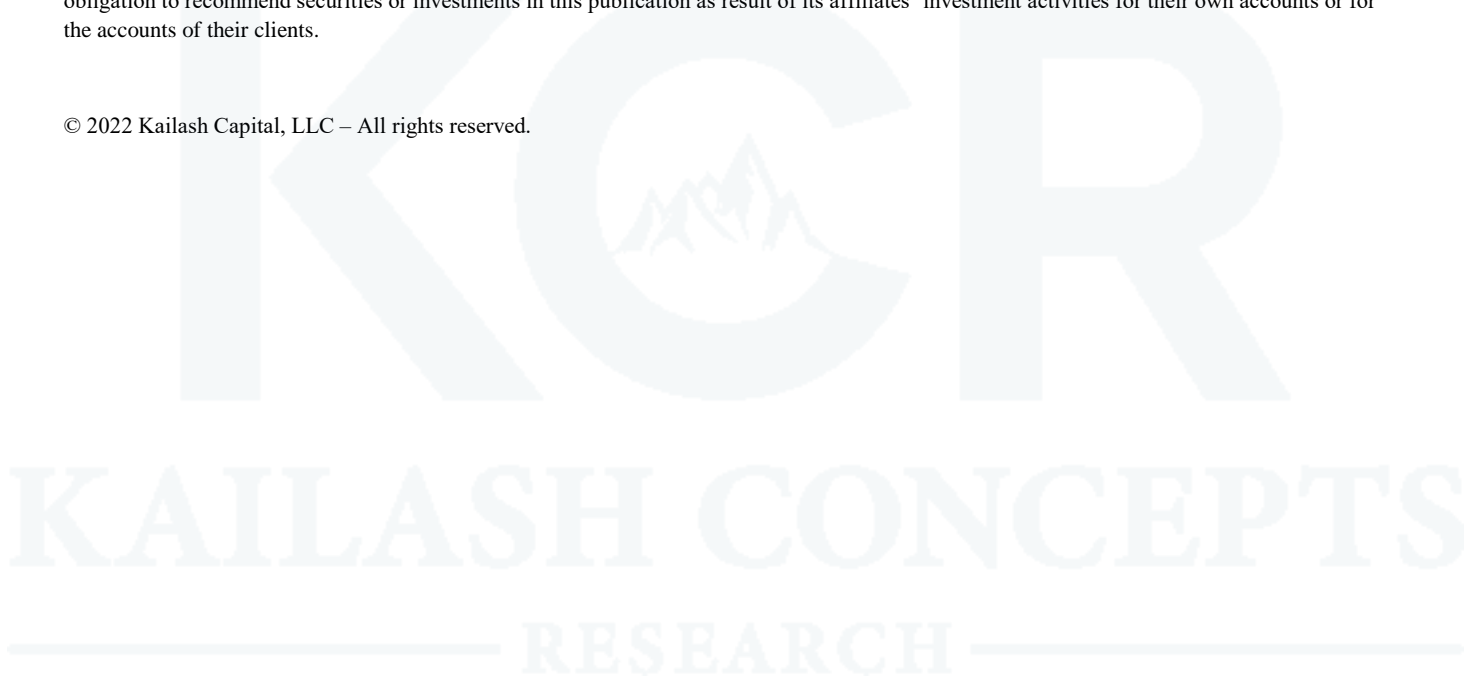 obligation to recommend securities or investments in this publication as result of its affiliates' investment activities for their own accounts or for
the accounts of their clients.
© 2022 Kailash Capital, LLC – All rights reserved.
KCR
KAILASH CONCEPTS
RESEARCH